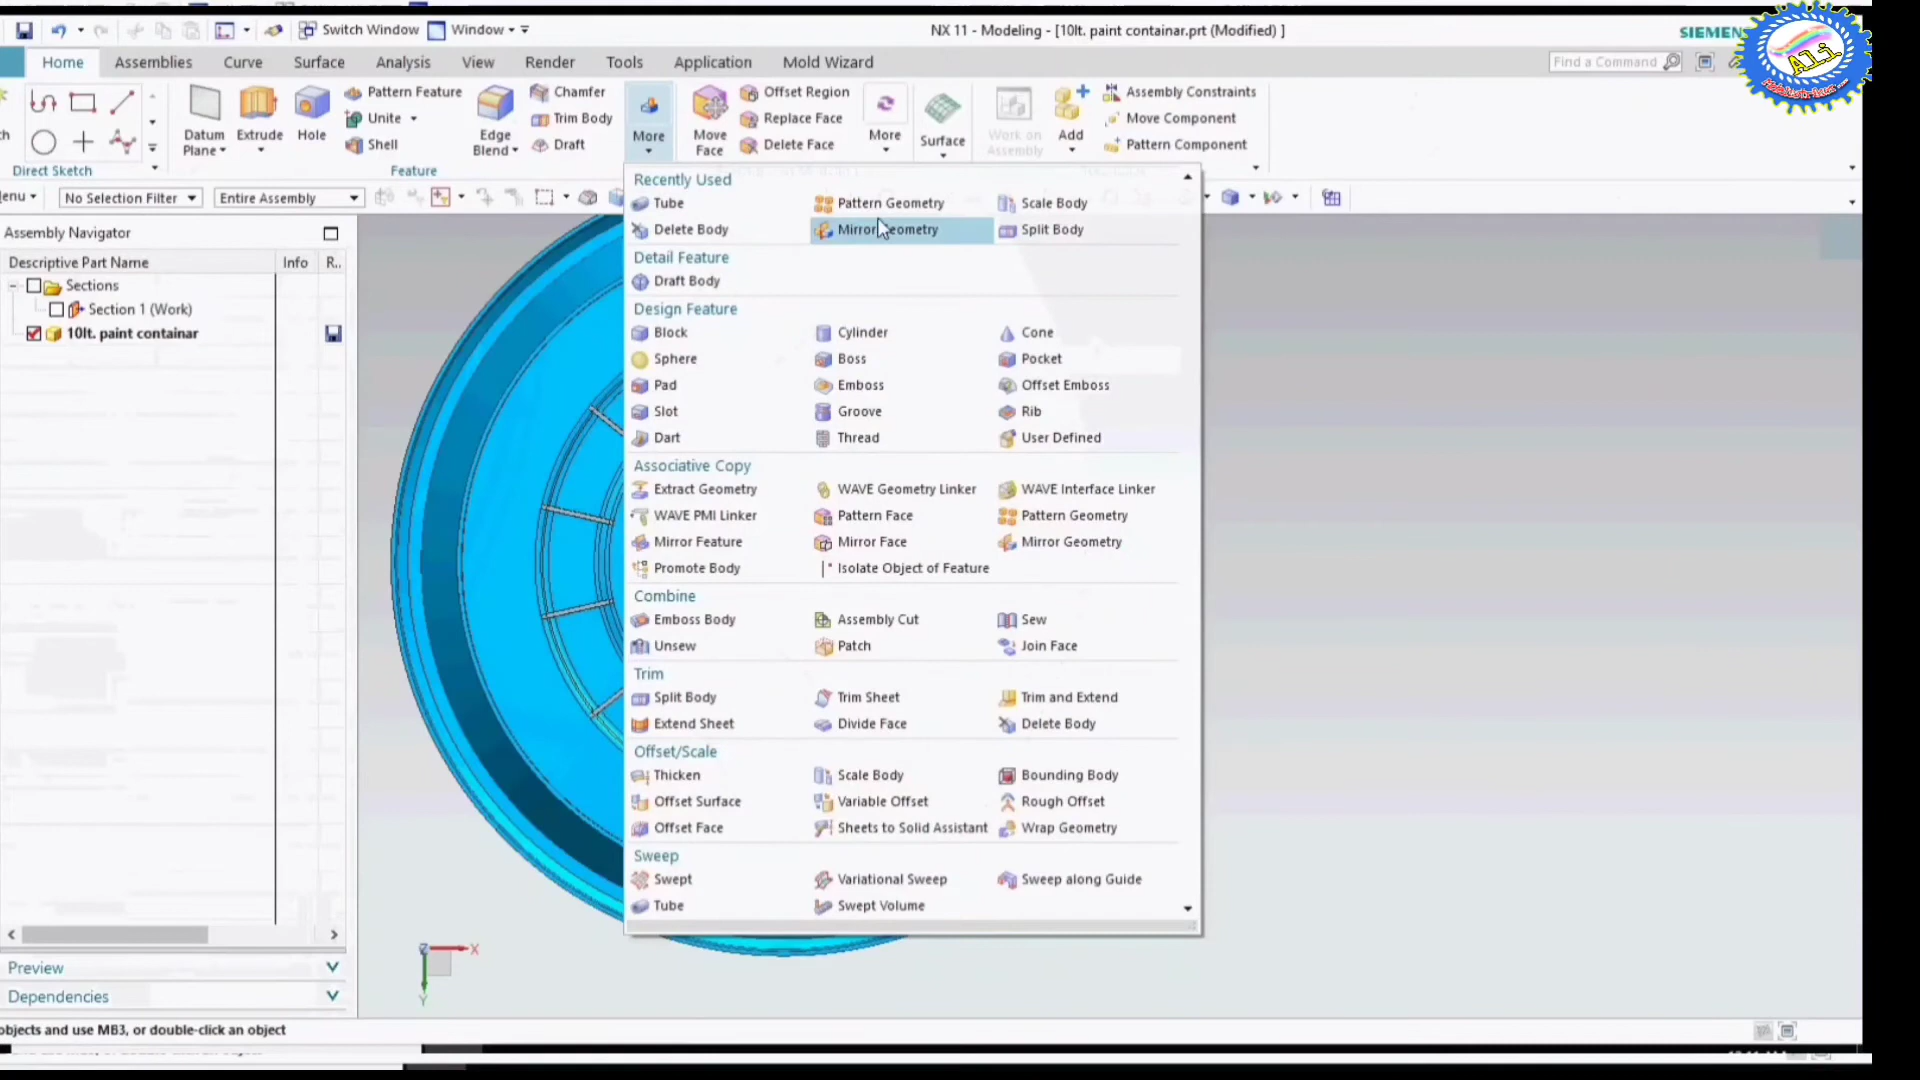 Switch Window Window NX 11 - Modeling - [10lt. paint containar.prt (Modified) ] SIEMENS
Home Assemblies Curve Surface Analysis View Render Tools Application Mold Wizard Find a Command
Ali
Pattern Feature Chamfer Offset Region Assembly Constraints
Unite Trim Body Replace Face Move Component
Shell Draft Delete Face Pattern Component
Datum Plane Extrude Hole Edge Blend More Move Face More Surface Work on Assembly Add
Direct Sketch Feature
enu No Selection Filter Entire Assembly
Assembly Navigator
Descriptive Part Name Info R..
Sections
Section 1 (Work)
10lt. paint containar
Recently Used
Tube Pattern Geometry Scale Body
Delete Body Mirror Geometry Split Body
Detail Feature
Draft Body
Design Feature
Block Cylinder Cone
Sphere Boss Pocket
Pad Emboss Offset Emboss
Slot Groove Rib
Dart Thread User Defined
Associative Copy
Extract Geometry WAVE Geometry Linker WAVE Interface Linker
WAVE PMI Linker Pattern Face Pattern Geometry
Mirror Feature Mirror Face Mirror Geometry
Promote Body Isolate Object of Feature
Combine
Emboss Body Assembly Cut Sew
Unsew Patch Join Face
Trim
Split Body Trim Sheet Trim and Extend
Extend Sheet Divide Face Delete Body
Offset/Scale
Thicken Scale Body Bounding Body
Offset Surface Variable Offset Rough Offset
Offset Face Sheets to Solid Assistant Wrap Geometry
Sweep
Swept Variational Sweep Sweep along Guide
Tube Swept Volume
Z X
Y
Preview
Dependencies
objects and use MB3, or double-click an object